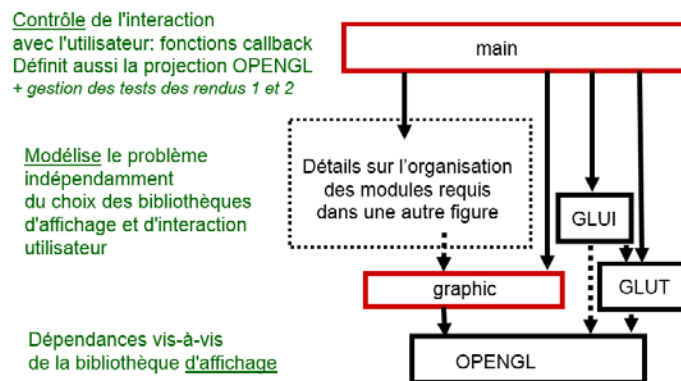 Contrôle de l'interaction
avec l'utilisateur: fonctions callback
Définit aussi la projection OPENGL
+ gestion des tests des rendus 1 et 2
main
Modélise le problème
indépendamment
du choix des bibliothèques
d'affichage et d'interaction
utilisateur
Détails sur l'organisation
des modules requis
dans une autre figure
GLUI
GLUT
graphic
Dépendances vis-à-vis
de la bibliothèque d'affichage
OPENGL